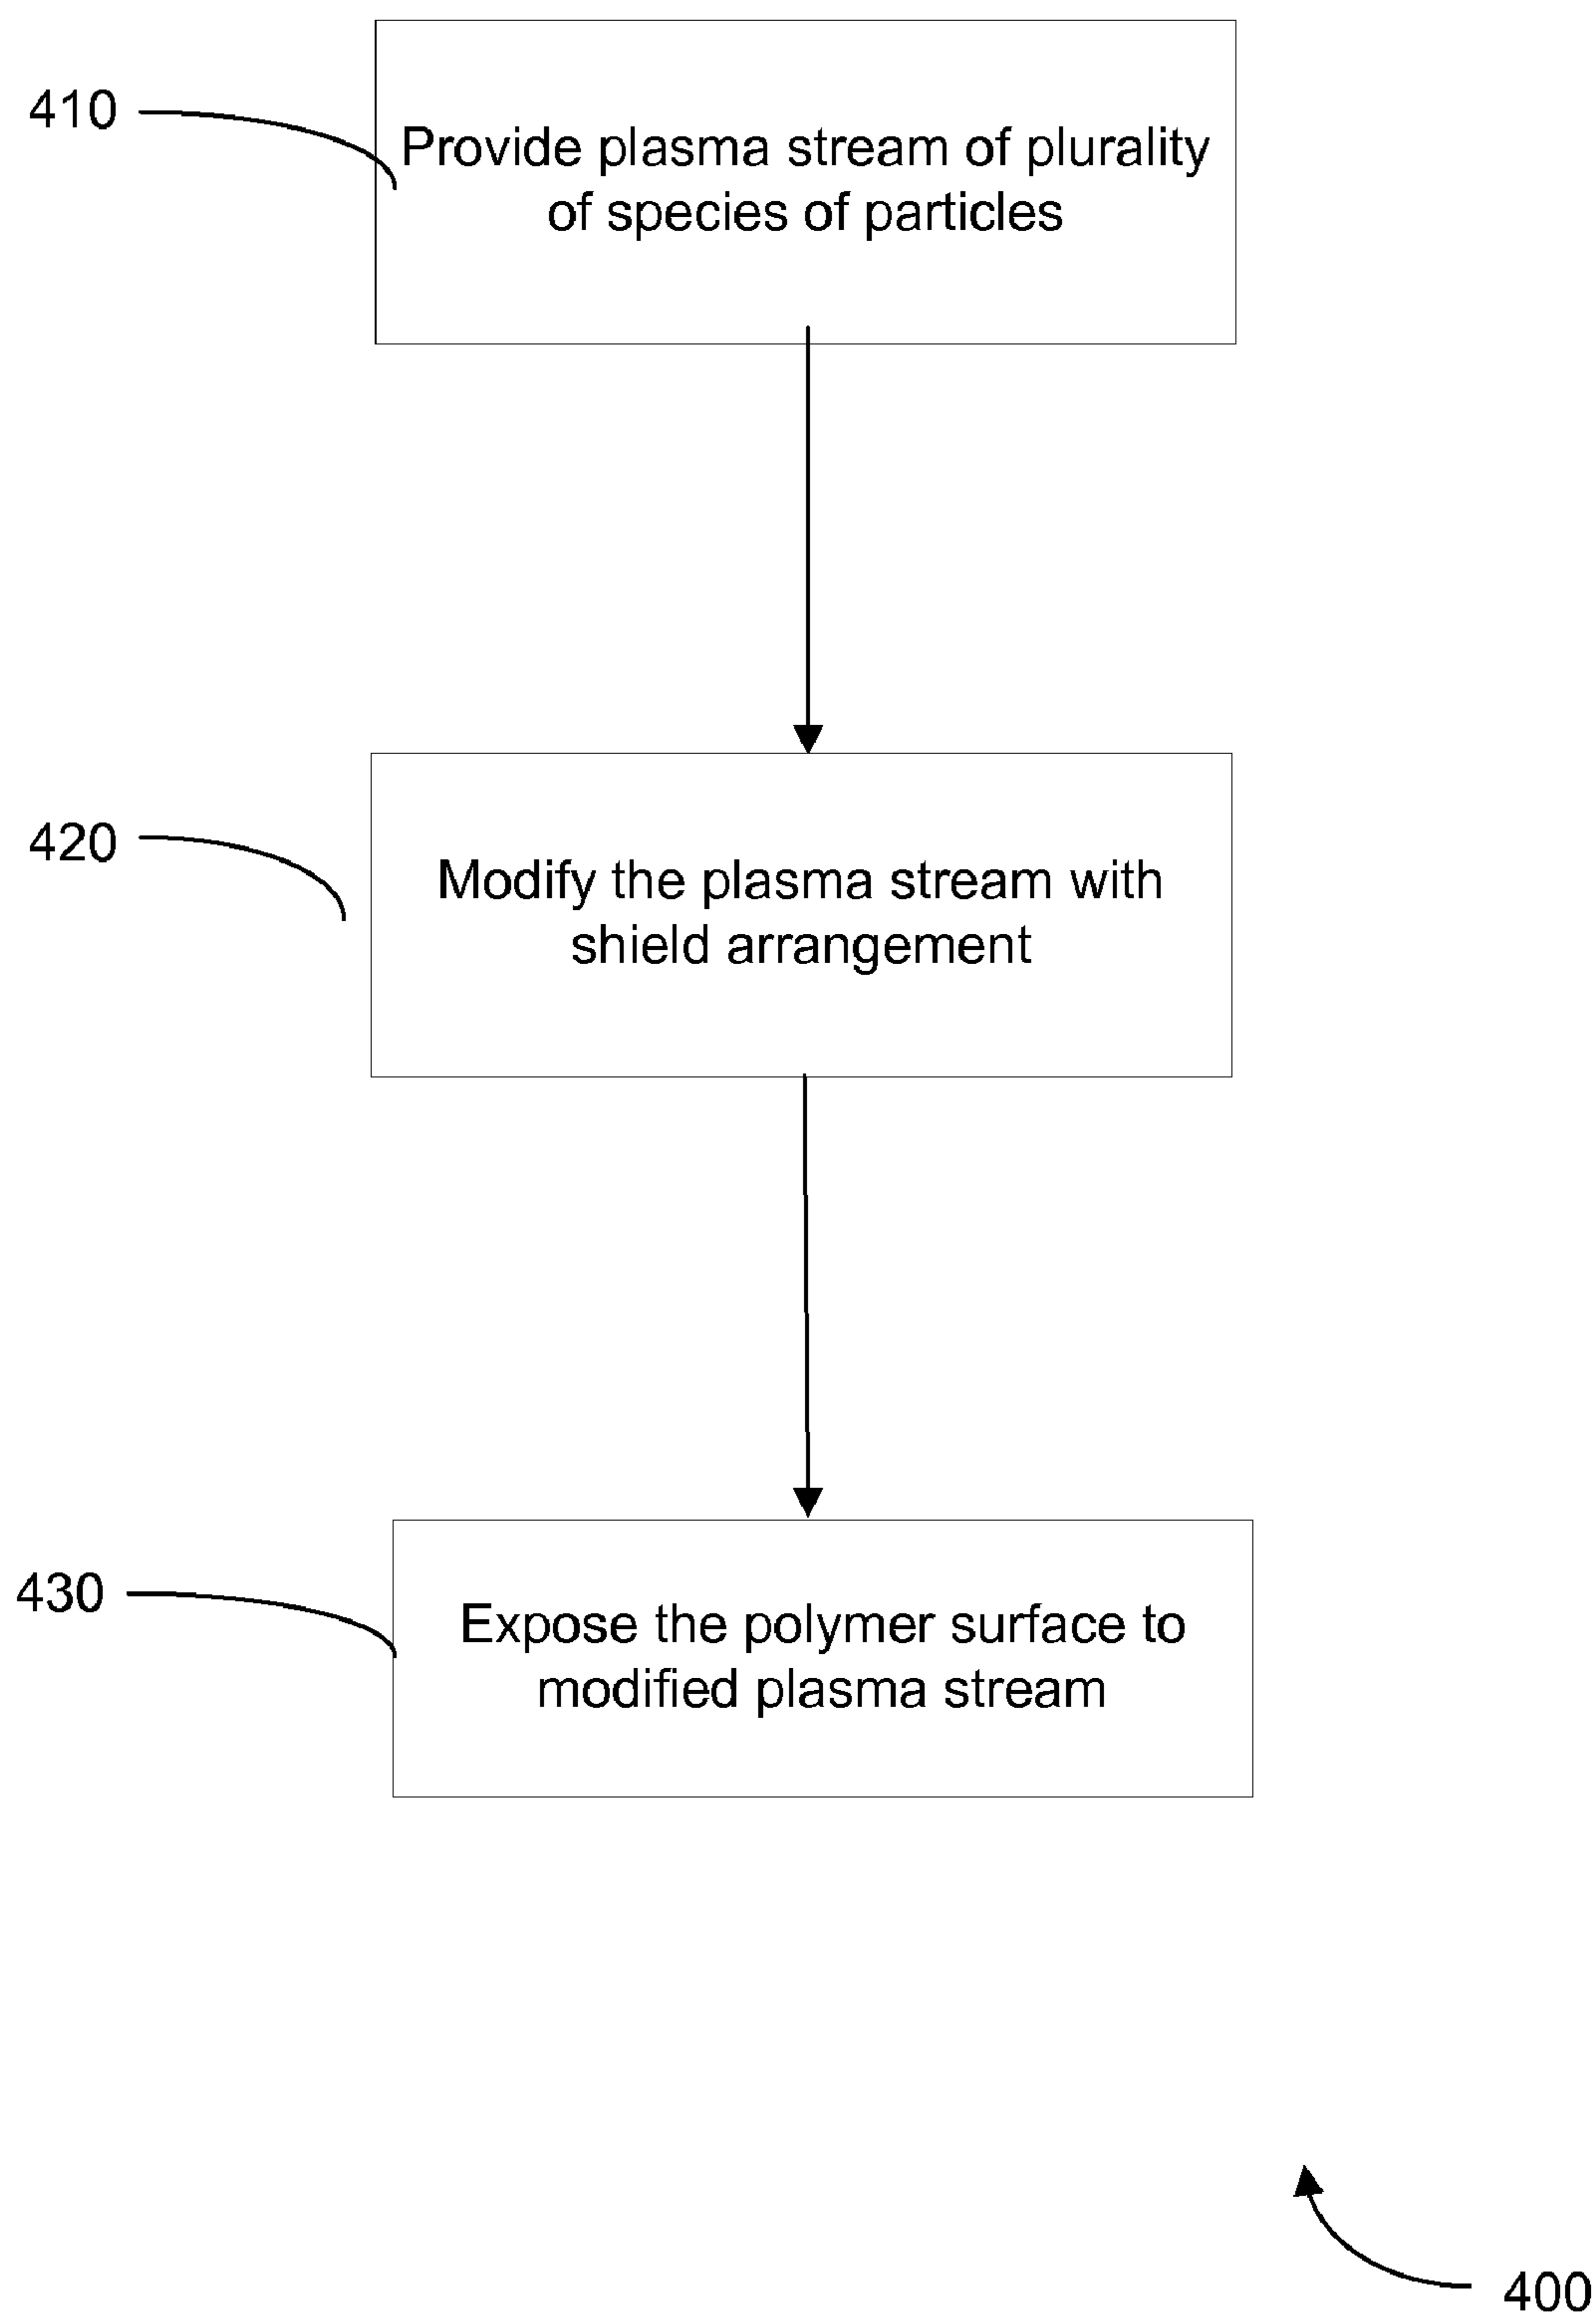 410
Provide plasma stream of plurality
of species of particles
420
Modify the plasma stream with
shield arrangement
430
Expose the polymer surface to
modified plasma stream
400